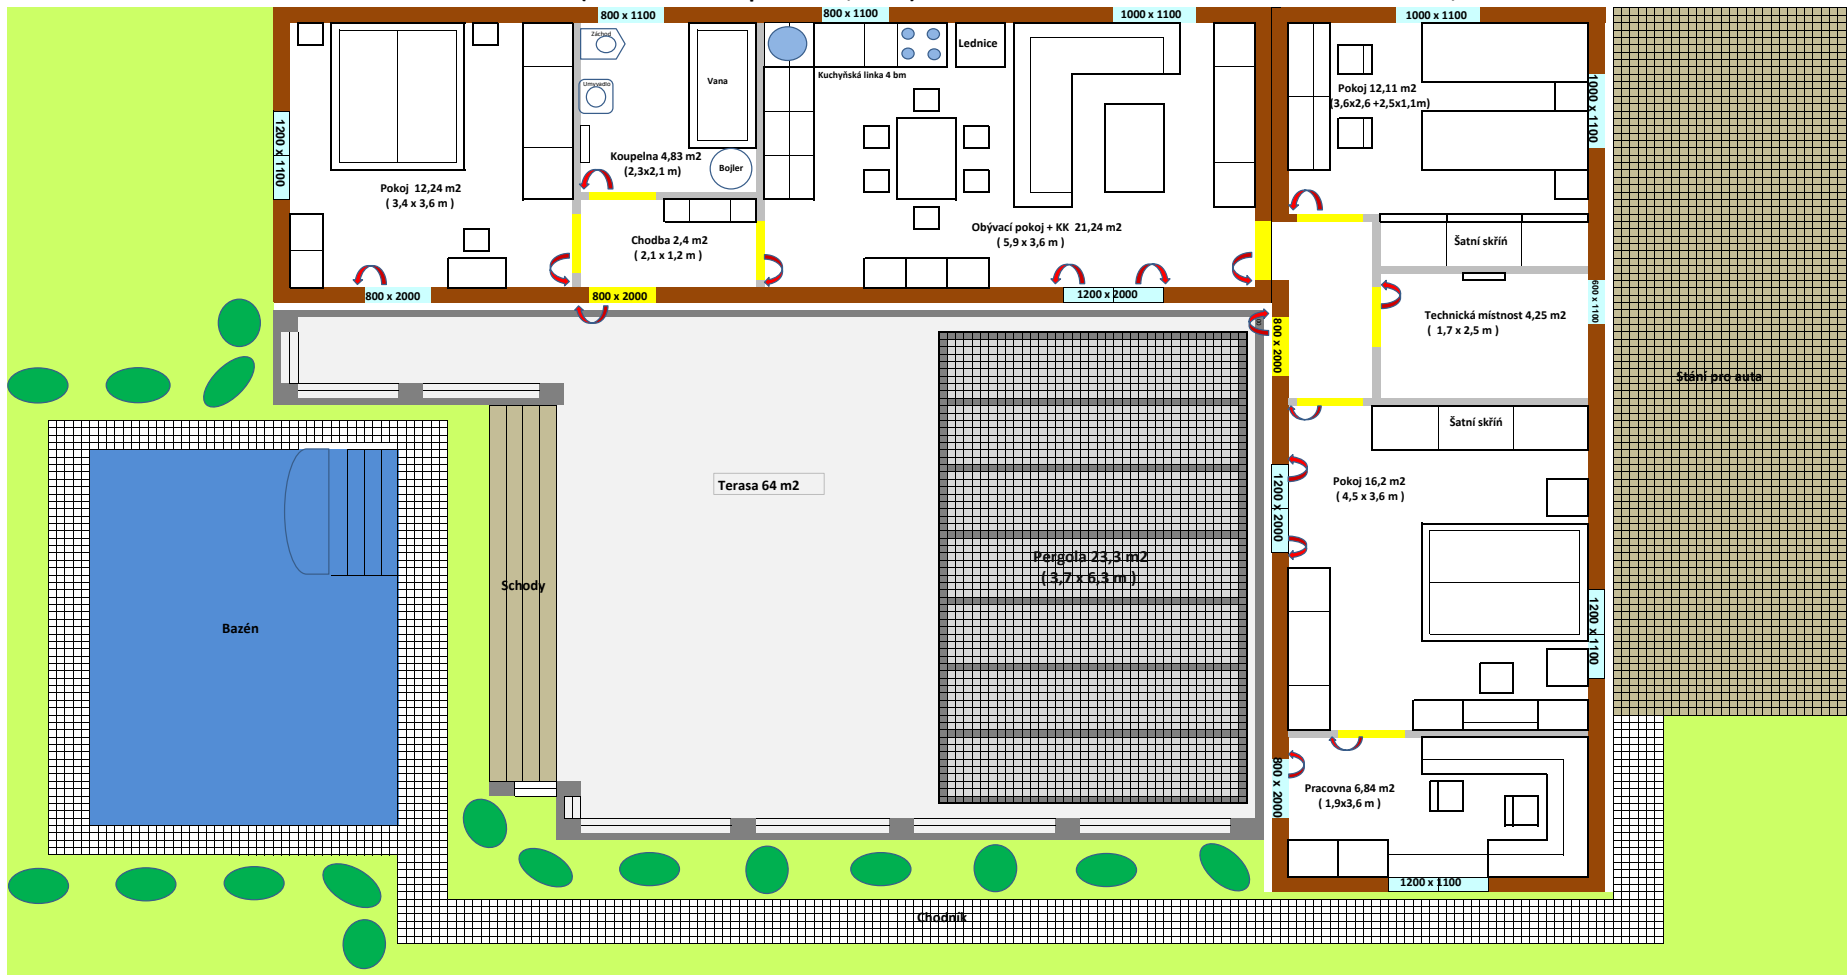 800 x 1100
800 x 1100
1000 x 1100
1000 x 1100
Záchod
Umyvadlo
Vana
Bojler
Koupelna 4,83 m2
(2,3x2,1 m)
Lednice
Kuchyňská linka 4 bm
Pokoj 12,11 m2
(3,6x2,6 +2,5x1,1m)
1000 x 1100
1200 x 1100
Pokoj 12,24 m2
( 3,4 x 3,6 m )
Chodba 2,4 m2
( 2,1 x 1,2 m )
Obývací pokoj + KK 21,24 m2
( 5,9 x 3,6 m )
Šatní skříň
800 x 2000
800 x 2000
1200 x 2000
600 x 1100
Technická místnost 4,25 m2
( 1,7 x 2,5 m )
800 x 2000
Stání pro auta
Šatní skříň
Terasa 64 m2
Pokoj 16,2 m2
( 4,5 x 3,6 m )
1200 x 2000
Pergola 23,3 m2
( 3,7 x 6,3 m )
Schody
Bazén
1200 x 1100
800 x 2000
Pracovna 6,84 m2
( 1,9x3,6 m )
1200 x 1100
Chodník